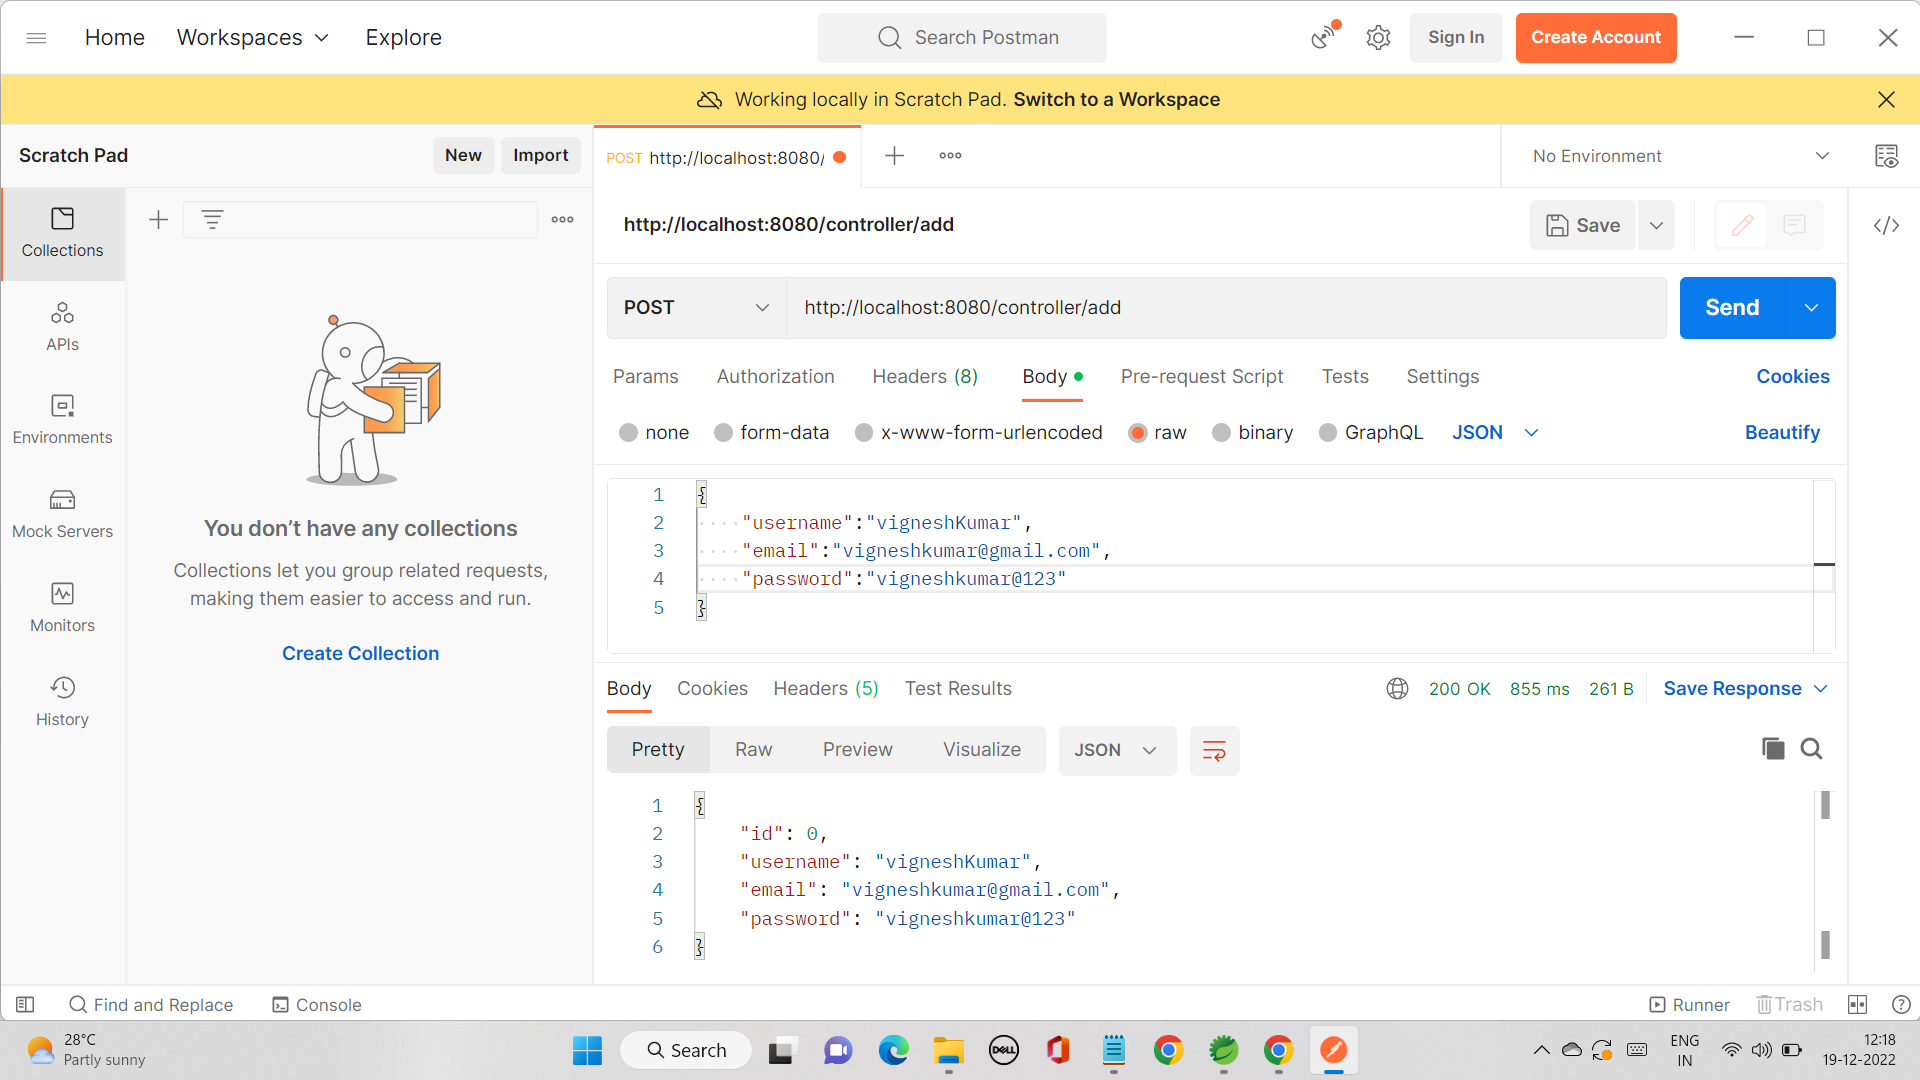 Home Workspaces Explore Search Postman Sign In Create Account
Working locally in Scratch Pad. Switch to a Workspace
Scratch Pad New Import POST http://localhost:8080/ No Environment
http://localhost:8080/controller/add Save
Collections
POST http://localhost:8080/controller/add Send
APIs
Params Authorization Headers (8) Body Pre-request Script Tests Settings Cookies
Environments
none form-data x-www-form-urlencoded raw binary GraphQL JSON Beautify
1 {
2 "username":"vigneshKumar",
3 "email":"vigneshkumar@gmail.com",
4 "password":"vigneshkumar@123"
5 }
Mock Servers
You don’t have any collections
Collections let you group related requests,
making them easier to access and run.
Create Collection
Monitors
History
Body Cookies Headers (5) Test Results 200 OK 855 ms 261 B Save Response
Pretty Raw Preview Visualize JSON
1 {
2 "id": 0,
3 "username": "vigneshKumar",
4 "email": "vigneshkumar@gmail.com",
5 "password": "vigneshkumar@123"
6 }
Find and Replace Console Runner Trash
28°C
Partly sunny
Search
DELL
ENG
IN
12:18
19-12-2022